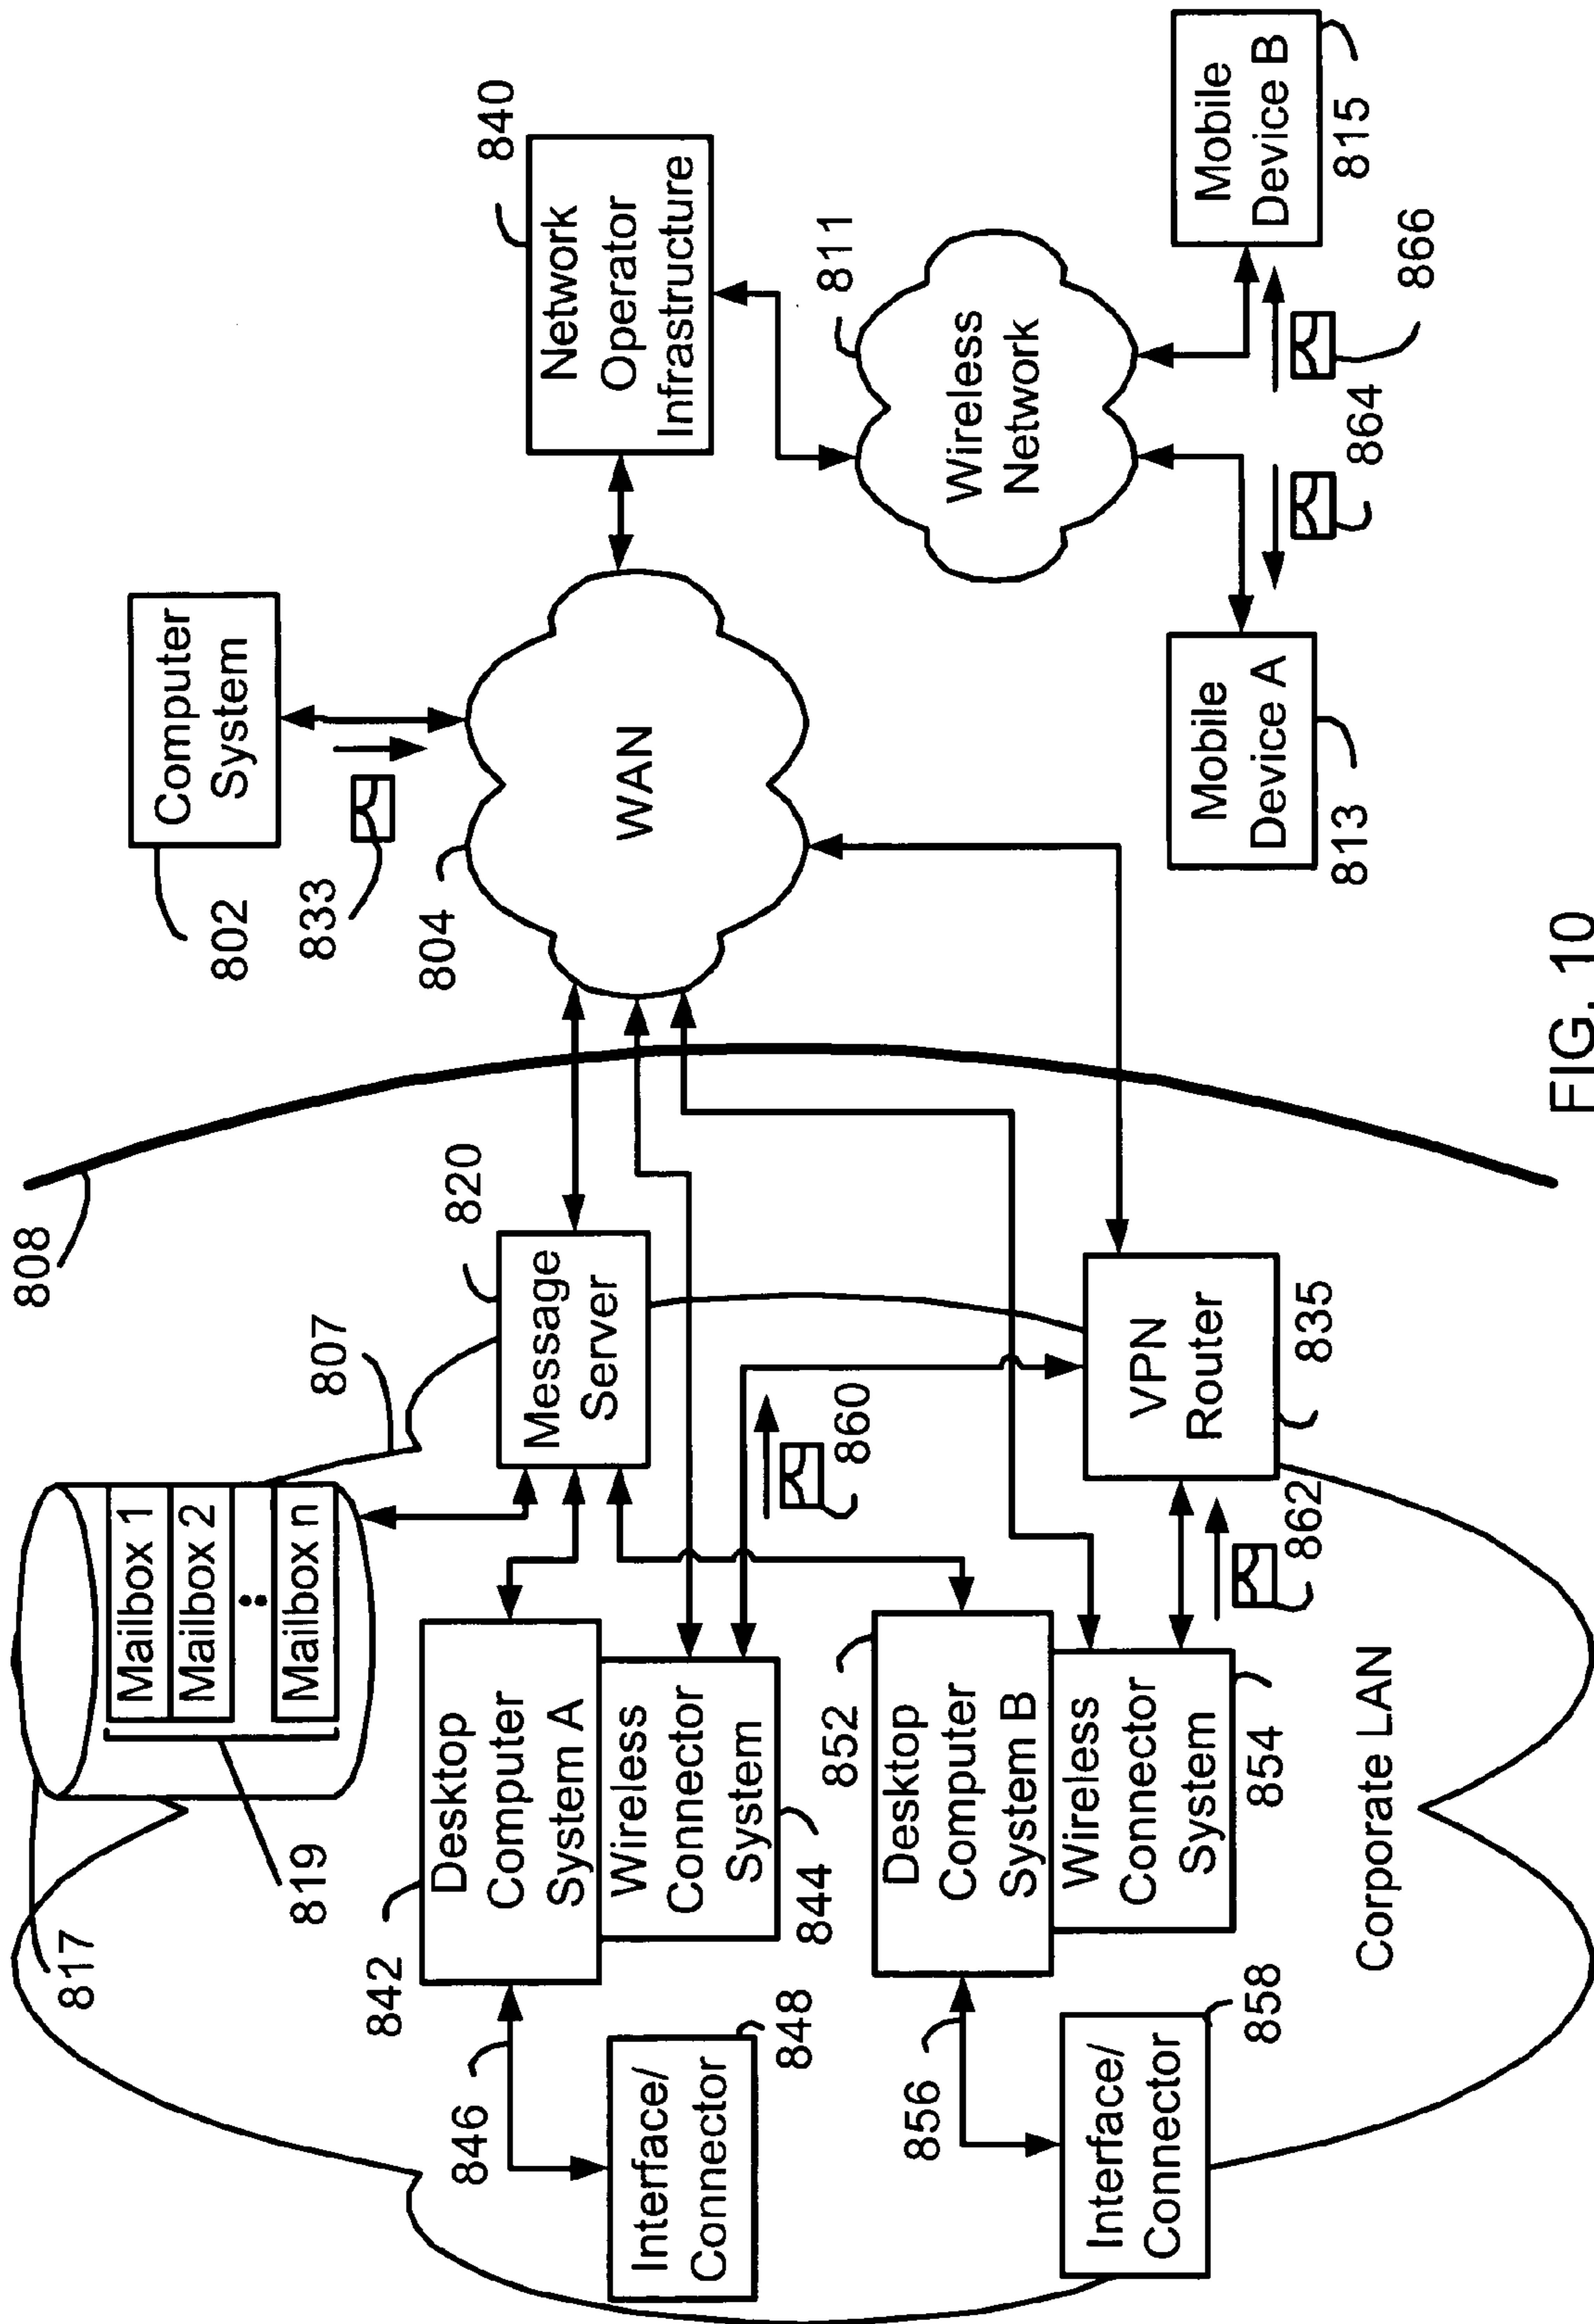 808
817
Mailbox 1
Mailbox 2
Mailbox n
819
807
820
Message
Server
Computer
System
802
833
804
WAN
840
Network
Operator
Infrastructure
811
Wireless
Network
842
Desktop
Computer
System A
Wireless
Connector
System
844
846
Interface/
Connector
848
860
852
Desktop
Computer
System B
Wireless
Connector
System
854
856
Interface/
Connector
858
862
VPN
Router
835
Corporate LAN
Mobile
Device A
813
864
Mobile
Device B
815
866
FIG. 10